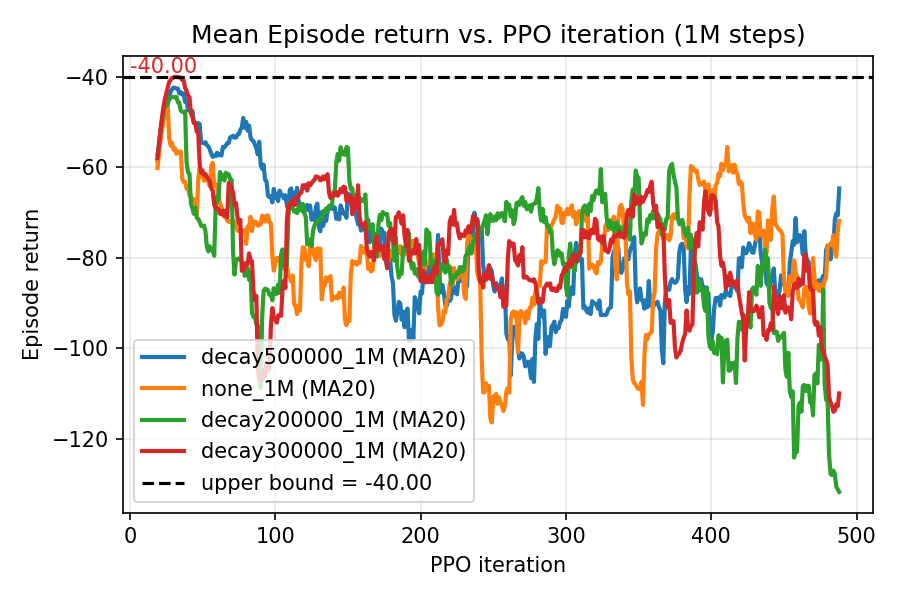 Mean Episode return vs. PPO iteration (1M steps)
-40.00
−40
−60
−80
−100
−120
Episode return
decay500000_1M (MA20)
none_1M (MA20)
decay200000_1M (MA20)
decay300000_1M (MA20)
upper bound = -40.00
0
100
200
300
400
500
PPO iteration